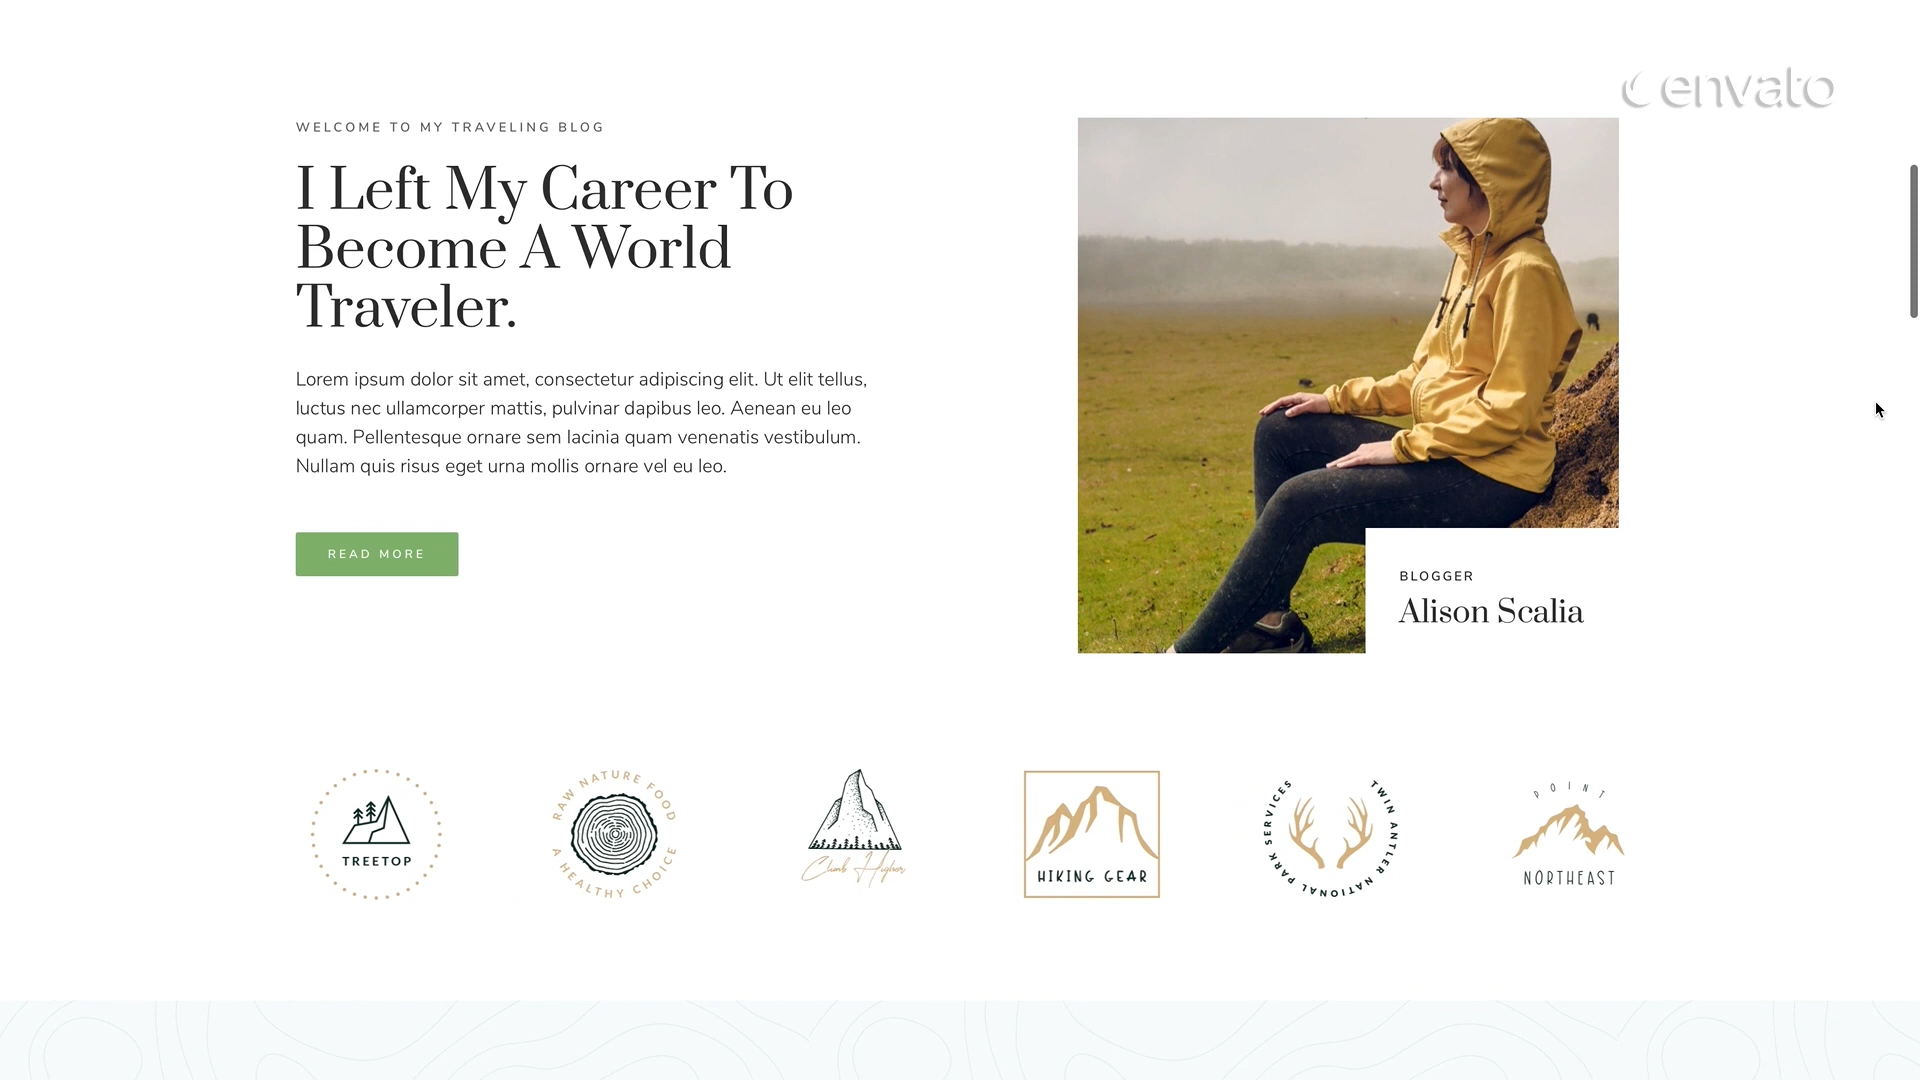 envato
WELCOME TO MY TRAVELING BLOG
I Left My Career To
Become A World
Traveler.
Lorem ipsum dolor sit amet, consectetur adipiscing elit. Ut elit tellus,
luctus nec ullamcorper mattis, pulvinar dapibus leo. Aenean eu leo
quam. Pellentesque ornare sem lacinia quam venenatis vestibulum.
Nullam quis risus eget urna mollis ornare vel eu leo.
READ MORE
BLOGGER
Alison Scalia
TREETOP
RAW NATURE FOOD
A HEALTHY CHOICE
Climb Higher
HIKING GEAR
TWIN ANTLER NATIONAL PARK SERVICES
POINT
NORTHEAST